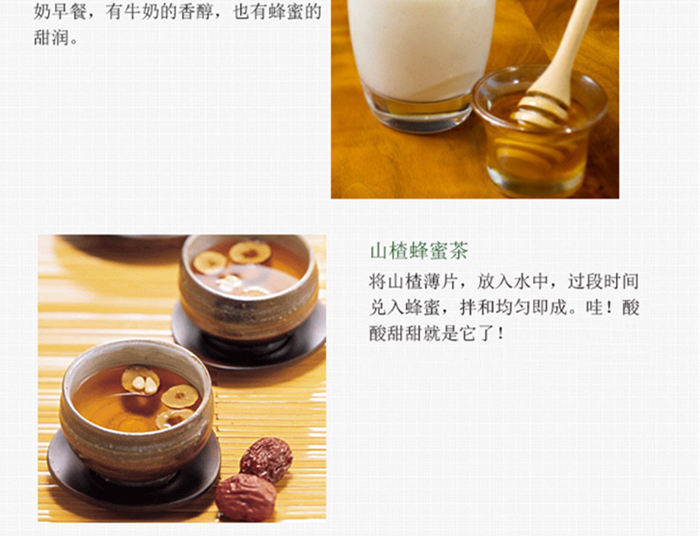 奶早餐，有牛奶的香醇，也有蜂蜜的
甜润。
山楂蜂蜜茶
将山楂薄片，放入水中，过段时间
兑入蜂蜜，拌和均匀即成。哇！酸
酸甜甜就是它了！